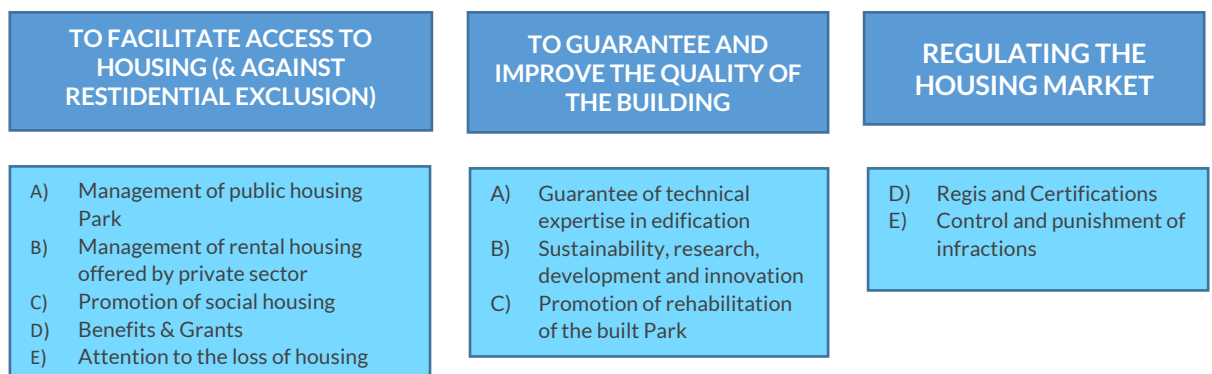 TO FACILITATE ACCESS TO
HOUSING (& AGAINST
RESTIDENTIAL EXCLUSION)
A) Management of public housing
Park
B) Management of rental housing
offered by private sector
C) Promotion of social housing
D) Benefits & Grants
E) Attention to the loss of housing
TO GUARANTEE AND
IMPROVE THE QUALITY OF
THE BUILDING
A) Guarantee of technical
expertise in edification
B) Sustainability, research,
development and innovation
C) Promotion of rehabilitation
of the built Park
REGULATING THE
HOUSING MARKET
D) Regis and Certifications
E) Control and punishment of
infractions